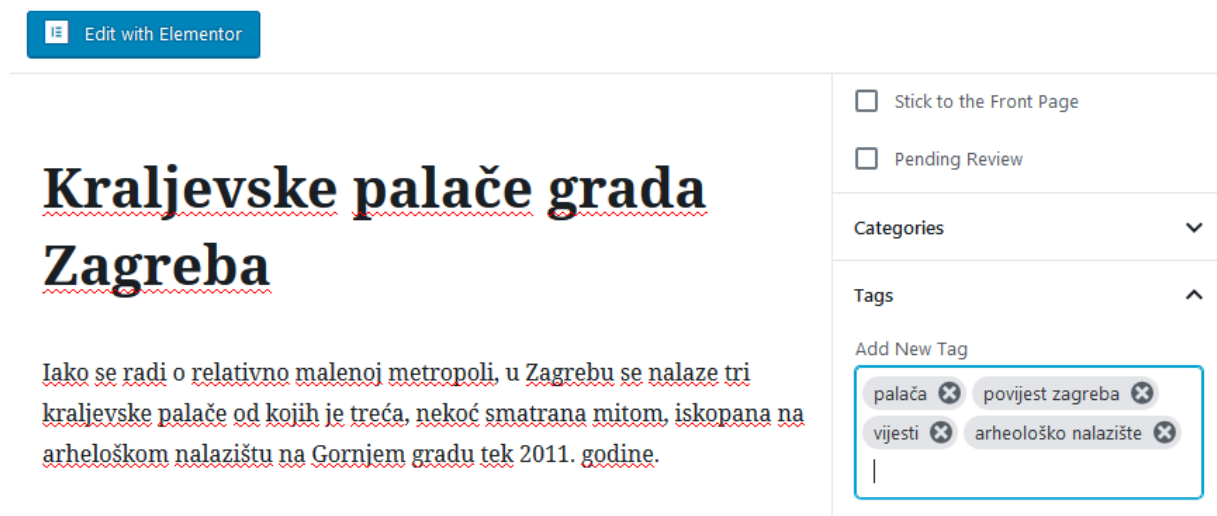 Edit with Elementor
Kraljevske palače grada
Zagreba
Iako se radi o relativno malenoj metropoli, u Zagrebu se nalaze tri
kraljevske palače od kojih je treća, nekoć smatrana mitom, iskopana na
arheloškom nalazištu na Gornjem gradu tek 2011. godine.
Stick to the Front Page
Pending Review
Categories
Tags
Add New Tag
palača povijest zagreba
vijesti arheološko nalazište